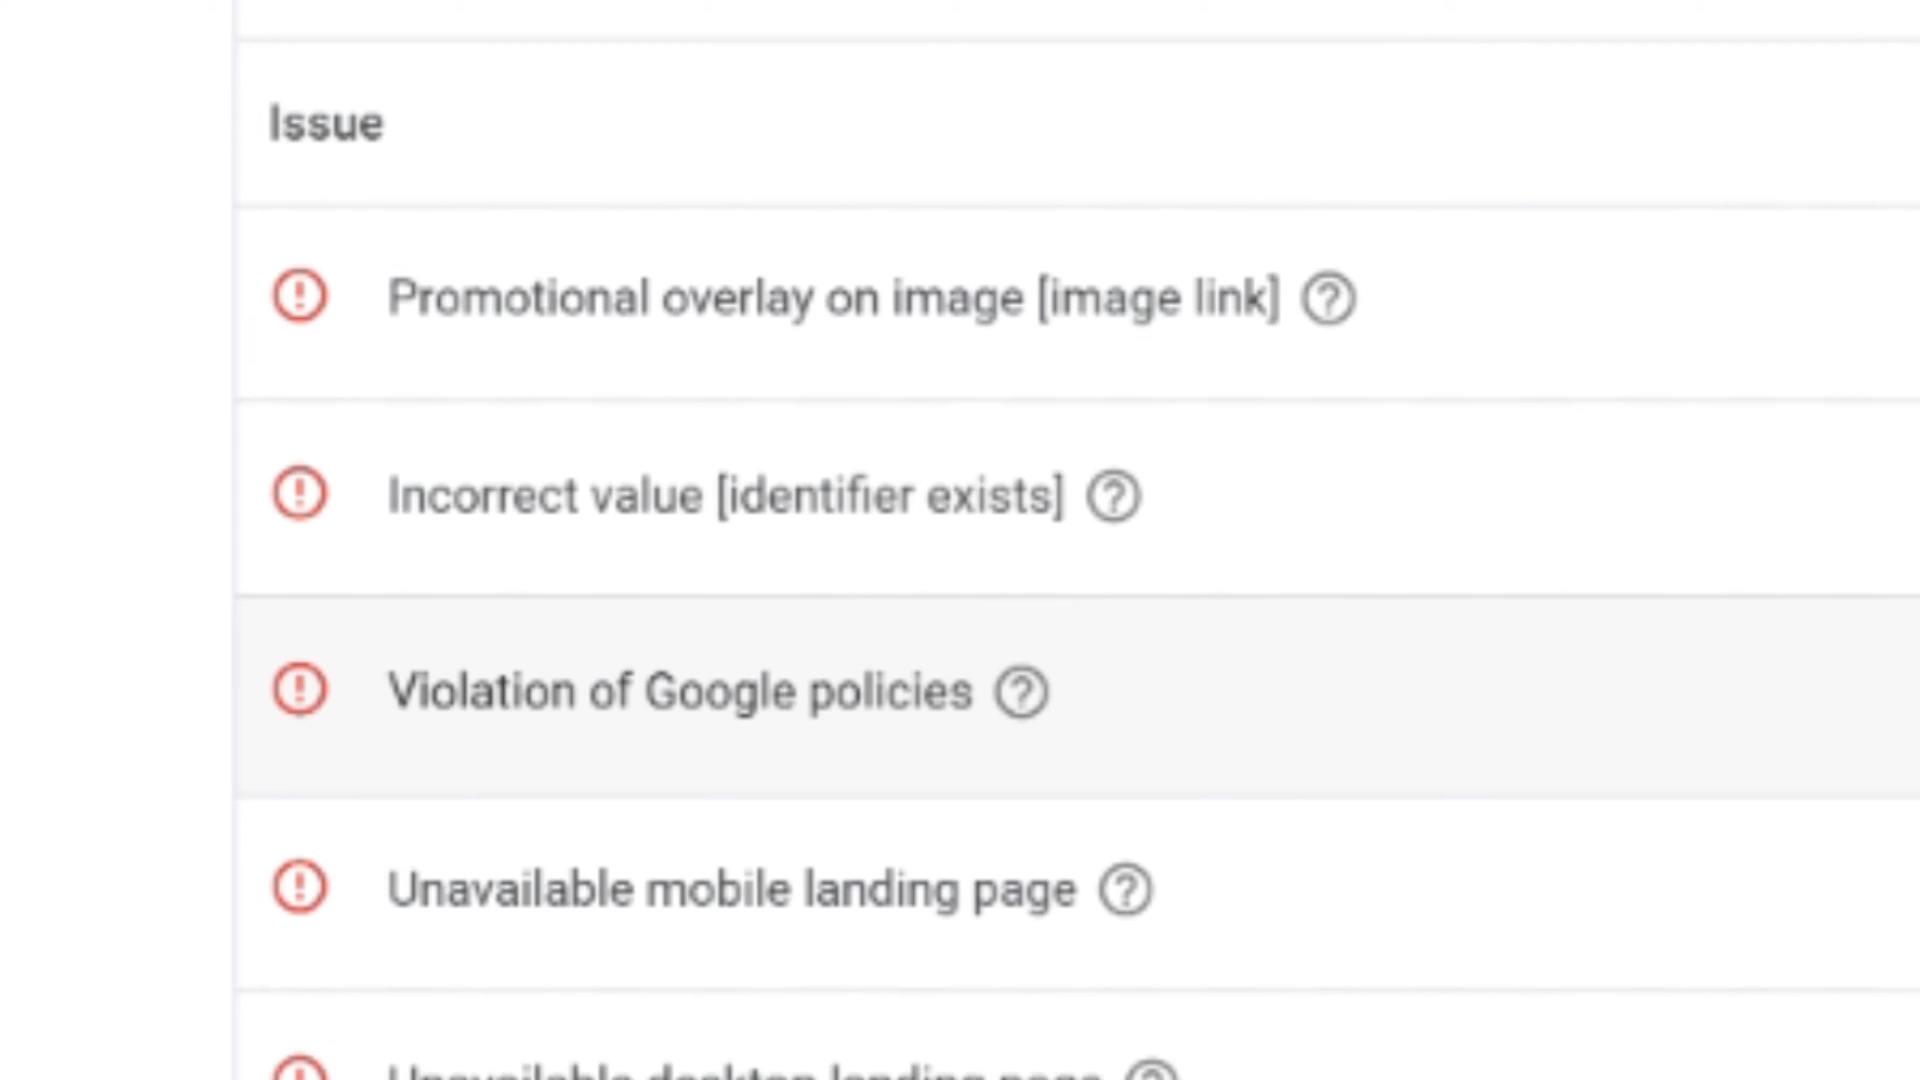 Issue
Promotional overlay on image [image link]
Incorrect value [identifier exists]
Violation of Google policies
Unavailable mobile landing page
Unavailable desktop landing page